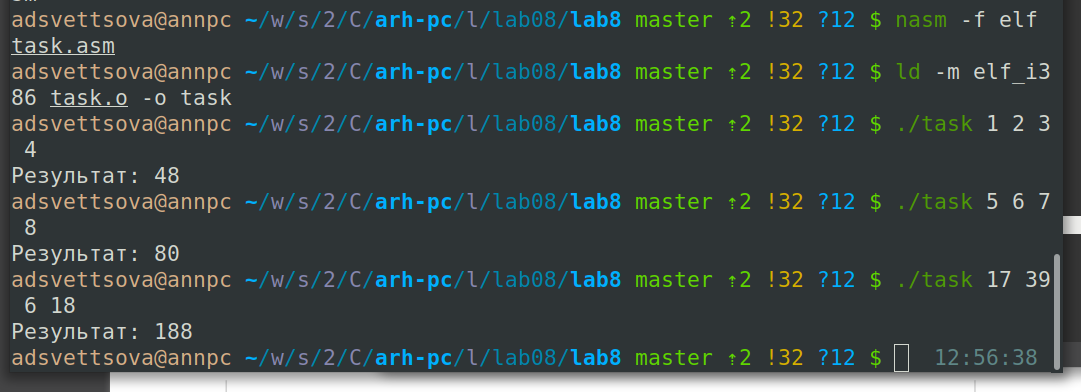 adsvettsova@annpc ~/w/s/2/C/arh-pc/l/lab08/lab8 master ⇡2 !32 ?12 $ nasm -f elf
task.asm
adsvettsova@annpc ~/w/s/2/C/arh-pc/l/lab08/lab8 master ⇡2 !32 ?12 $ ld -m elf_i3
86 task.o -o task
adsvettsova@annpc ~/w/s/2/C/arh-pc/l/lab08/lab8 master ⇡2 !32 ?12 $ ./task 1 2 3
4
Результат: 48
adsvettsova@annpc ~/w/s/2/C/arh-pc/l/lab08/lab8 master ⇡2 !32 ?12 $ ./task 5 6 7
8
Результат: 80
adsvettsova@annpc ~/w/s/2/C/arh-pc/l/lab08/lab8 master ⇡2 !32 ?12 $ ./task 17 39
6 18
Результат: 188
adsvettsova@annpc ~/w/s/2/C/arh-pc/l/lab08/lab8 master ⇡2 !32 ?12 $ 12:56:38